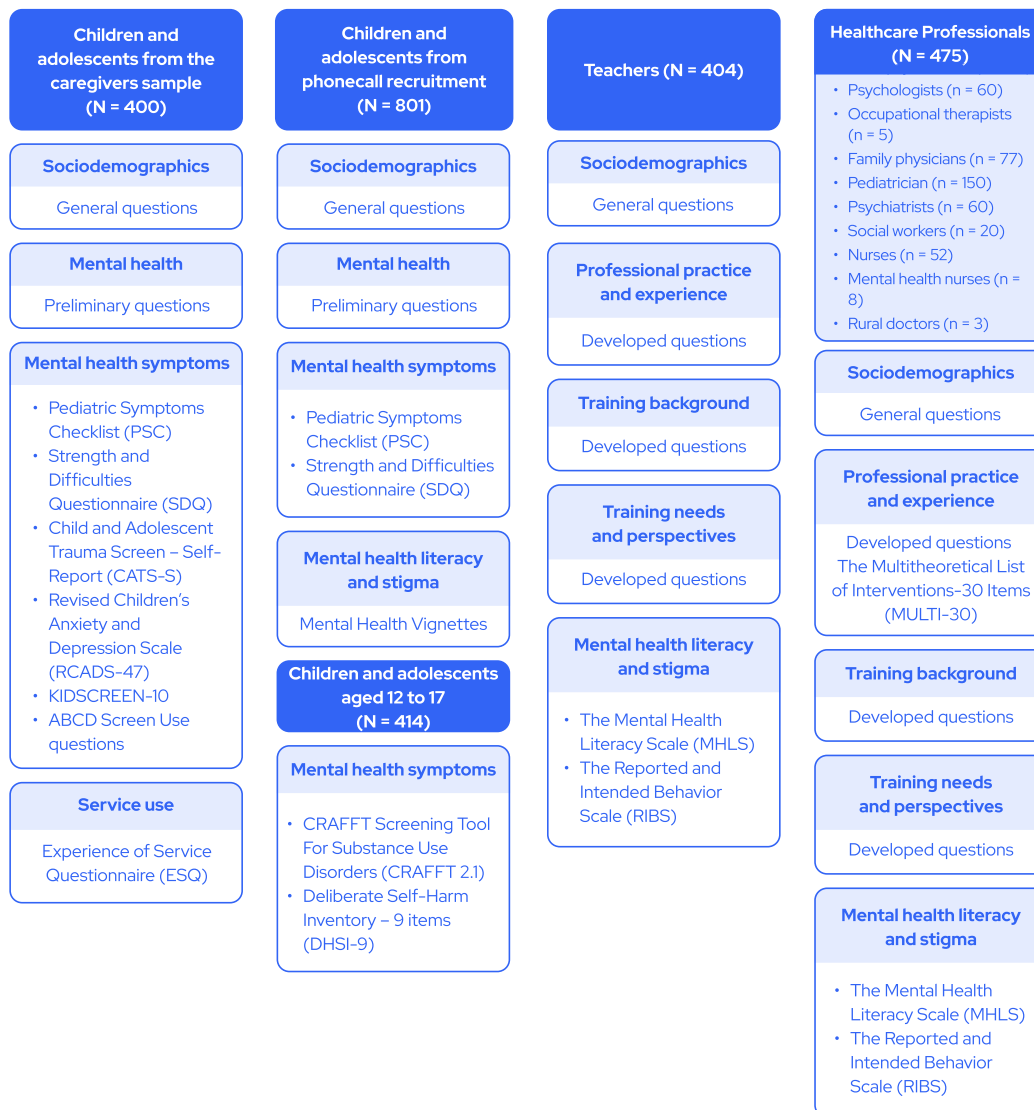 Children and
adolescents from the
caregivers sample
(N = 400)
Sociodemographics
General questions
Mental health
Preliminary questions
Mental health symptoms
• Pediatric Symptoms
Checklist (PSC)
• Strength and
Difficulties
Questionnaire (SDQ)
• Child and Adolescent
Trauma Screen – Self-
Report (CATS-S)
• Revised Children's
Anxiety and
Depression Scale
(RCADS-47)
• KIDSCREEN-10
• ABCD Screen Use
questions
Service use
Experience of Service
Questionnaire (ESQ)
Children and
adolescents from
phonecall recruitment
(N = 801)
Sociodemographics
General questions
Mental health
Preliminary questions
Mental health symptoms
• Pediatric Symptoms
Checklist (PSC)
• Strength and Difficulties
Questionnaire (SDQ)
Mental health literacy
and stigma
Mental Health Vignettes
Children and adolescents
aged 12 to 17
(N = 414)
Mental health symptoms
• CRAFFT Screening Tool
For Substance Use
Disorders (CRAFFT 2.1)
• Deliberate Self-Harm
Inventory – 9 items
(DHSI-9)
Teachers (N = 404)
Sociodemographics
General questions
Professional practice
and experience
Developed questions
Training background
Developed questions
Training needs
and perspectives
Developed questions
Mental health literacy
and stigma
• The Mental Health
Literacy Scale (MHLS)
• The Reported and
Intended Behavior
Scale (RIBS)
Healthcare Professionals
(N = 475)
• Psychologists (n = 60)
• Occupational therapists
(n = 5)
• Family physicians (n = 77)
• Pediatrician (n = 150)
• Psychiatrists (n = 60)
• Social workers (n = 20)
• Nurses (n = 52)
• Mental health nurses (n =
8)
• Rural doctors (n = 3)
Sociodemographics
General questions
Professional practice
and experience
Developed questions
The Multitheoretical List
of Interventions-30 Items
(MULTI-30)
Training background
Developed questions
Training needs
and perspectives
Developed questions
Mental health literacy
and stigma
• The Mental Health
Literacy Scale (MHLS)
• The Reported and
Intended Behavior
Scale (RIBS)